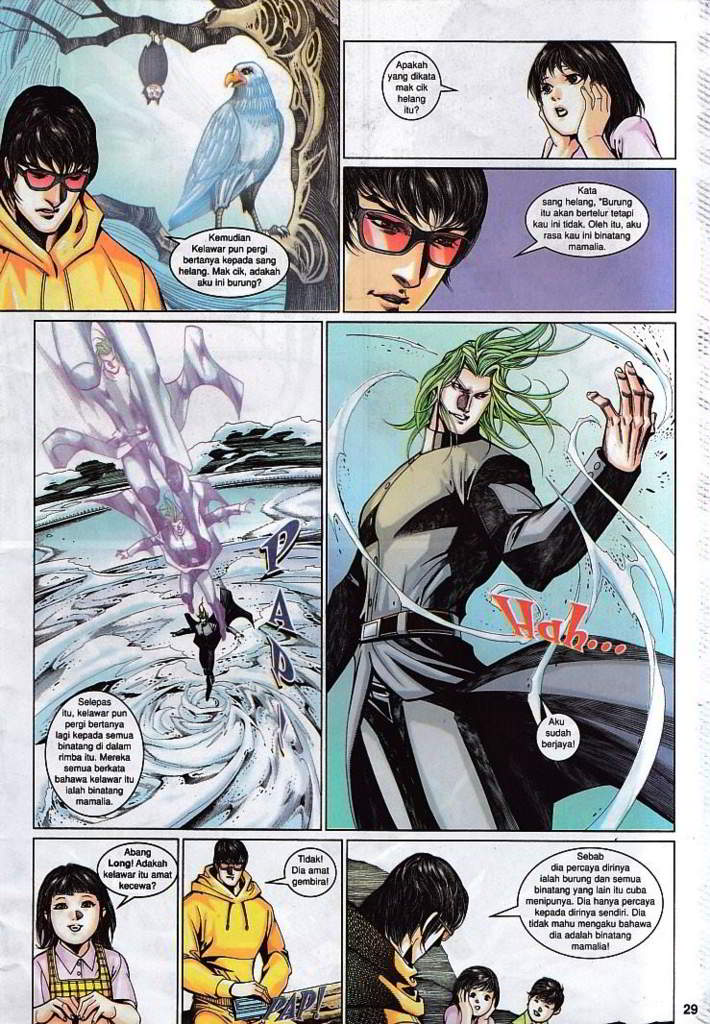 Kemudian
Kelawar pun pergi
bertanya kepada sang
helang. Mak cik, adakah
aku ini burung?
Apakah
yang dikata
mak cik
helang
itu?
Kata
sang helang, "Burung
itu akan bertelur tetapi
kau ini tidak. Oleh itu, aku
rasa kau ini binatang
mamalia.
PAPAP!
Selepas
itu, kelawar pun
pergi bertanya
lagi kepada semua
binatang di dalam
rimba itu. Mereka
semua berkata
bahawa kelawar itu
ialah binatang
mamalia.
Hah...
Aku
sudah
berjaya!
Abang
Long! Adakah
kelawar itu amat
kecewa?
Tidak!
Dia amat
gembira!
PAP!
Sebab
dia percaya dirinya
ialah burung dan semua
binatang yang lain itu cuba
menipunya. Dia hanya percaya
kepada dirinya sendiri. Dia
tidak mahu mengaku bahawa
dia adalah binatang
mamalia!
29